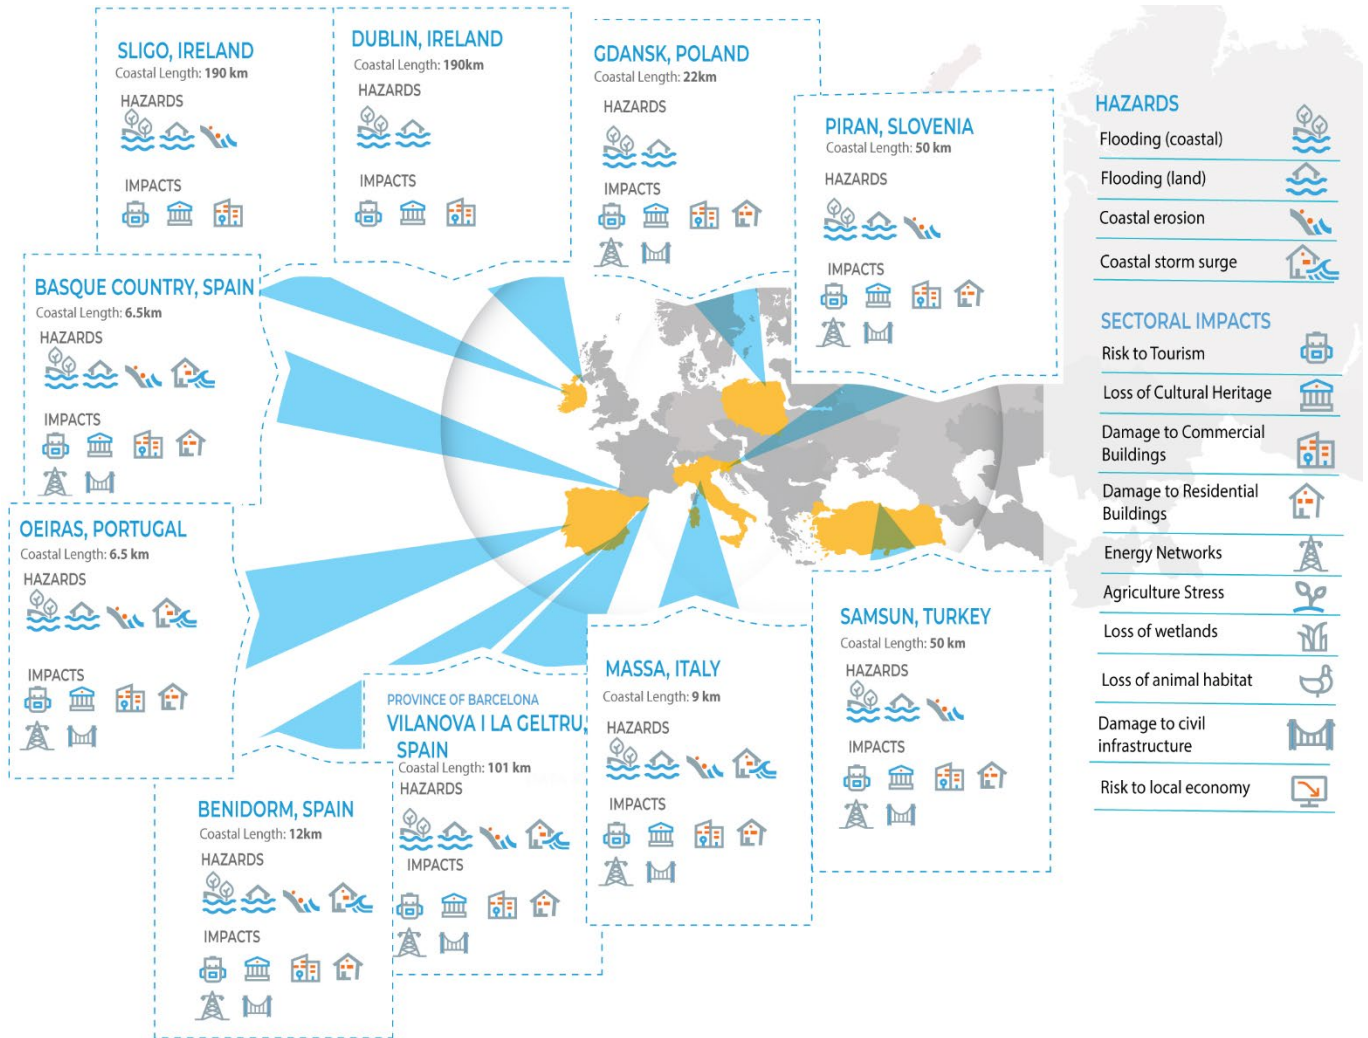 SLIGO, IRELAND
Coastal Length: 190 km
HAZARDS
IMPACTS
DUBLIN, IRELAND
Coastal Length: 190km
HAZARDS
IMPACTS
GDANSK, POLAND
Coastal Length: 22km
HAZARDS
IMPACTS
PIRAN, SLOVENIA
Coastal Length: 50 km
HAZARDS
IMPACTS
BASQUE COUNTRY, SPAIN
Coastal Length: 6.5km
HAZARDS
IMPACTS
OEIRAS, PORTUGAL
Coastal Length: 6.5 km
HAZARDS
IMPACTS
BENIDORM, SPAIN
Coastal Length: 12km
HAZARDS
IMPACTS
PROVINCE OF BARCELONA
VILANOVA I LA GELTRU,
SPAIN
Coastal Length: 101 km
HAZARDS
IMPACTS
MASSA, ITALY
Coastal Length: 9 km
HAZARDS
IMPACTS
SAMSUN, TURKEY
Coastal Length: 50 km
HAZARDS
IMPACTS
HAZARDS
Flooding (coastal)
Flooding (land)
Coastal erosion
Coastal storm surge
SECTORAL IMPACTS
Risk to Tourism
Loss of Cultural Heritage
Damage to Commercial
Buildings
Damage to Residential
Buildings
Energy Networks
Agriculture Stress
Loss of wetlands
Loss of animal habitat
Damage to civil
infrastructure
Risk to local economy